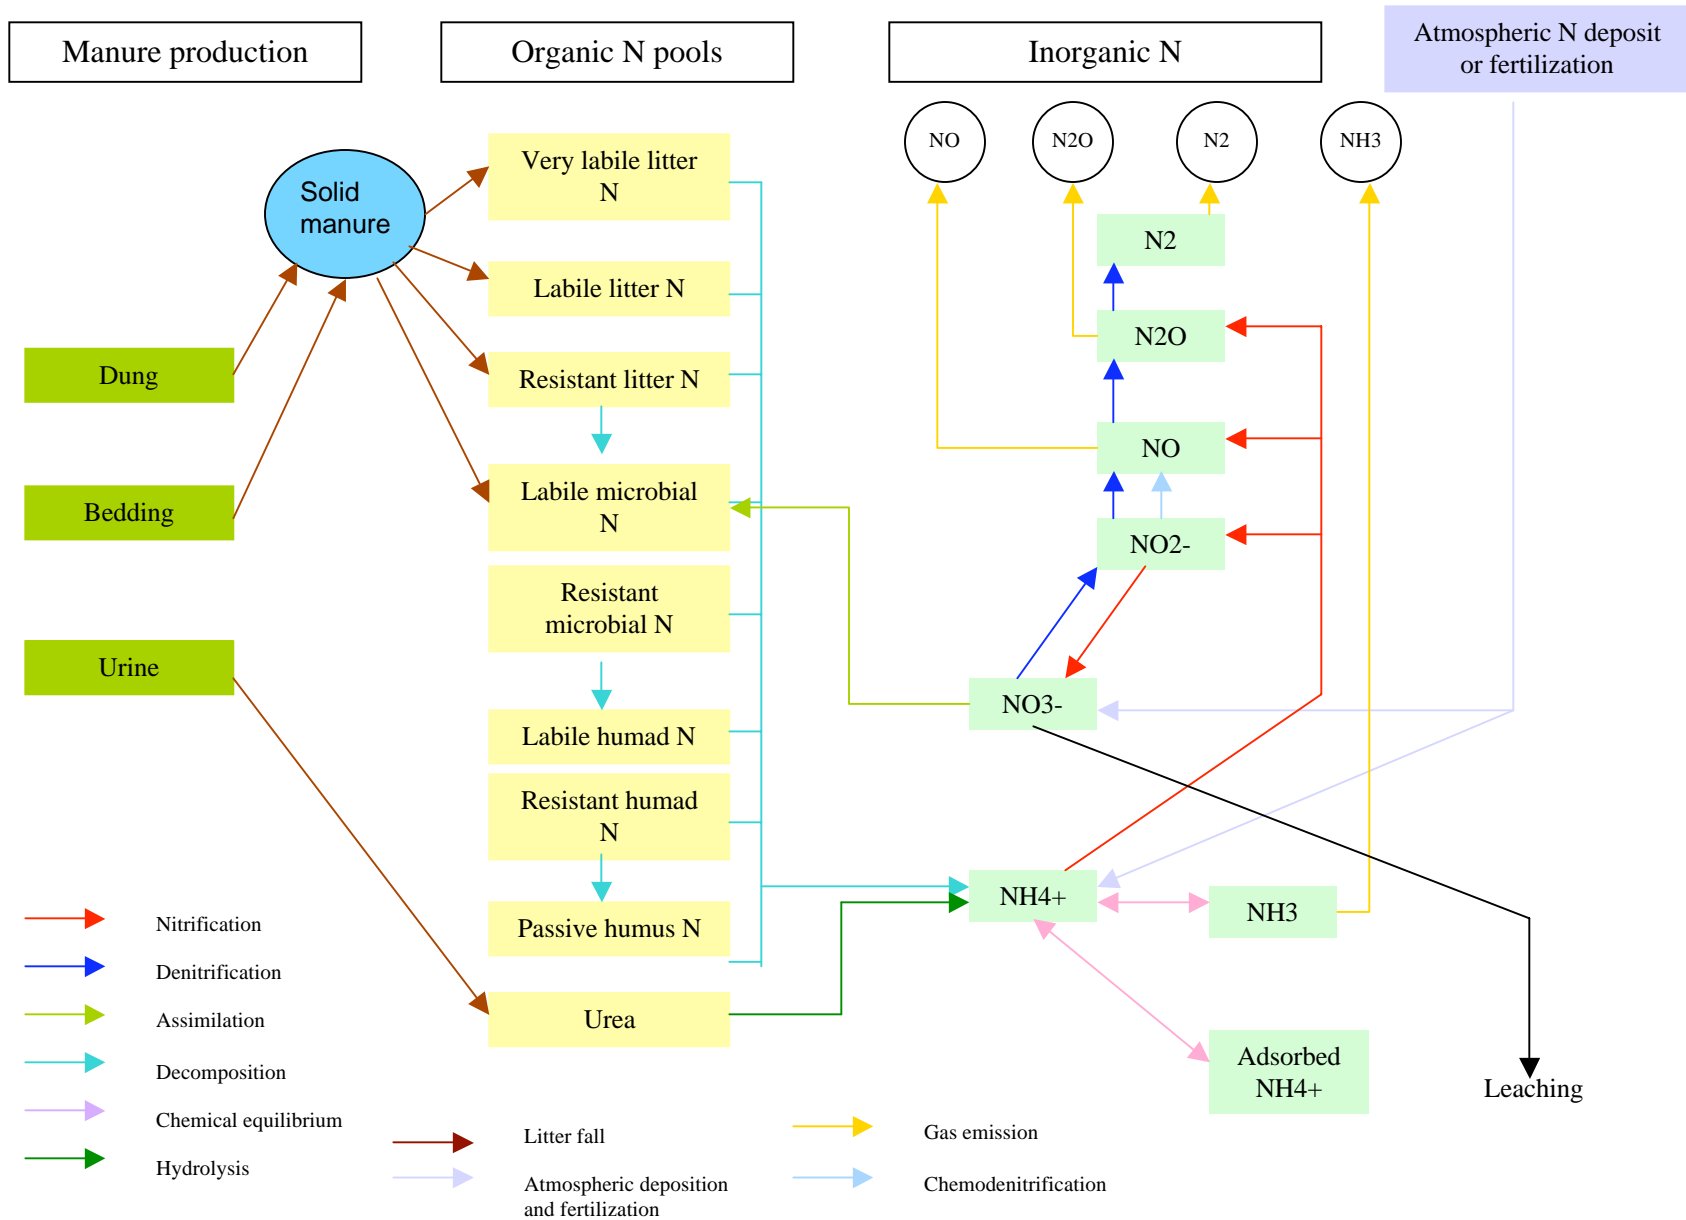 Manure production
Organic N pools
Inorganic N
Atmospheric N deposit
or fertilization
NO
N2O
N2
NH3
Solid
manure
Very labile litter
N
Labile litter N
Resistant litter N
Labile microbial
N
Resistant
microbial N
Labile humad N
Resistant humad
N
Passive humus N
Urea
Dung
Bedding
Urine
N2
N2O
NO
NO2-
NO3-
NH4+
NH3
Adsorbed
NH4+
Leaching
Nitrification
Denitrification
Assimilation
Decomposition
Chemical equilibrium
Hydrolysis
Litter fall
Atmospheric deposition
and fertilization
Gas emission
Chemodenitrification